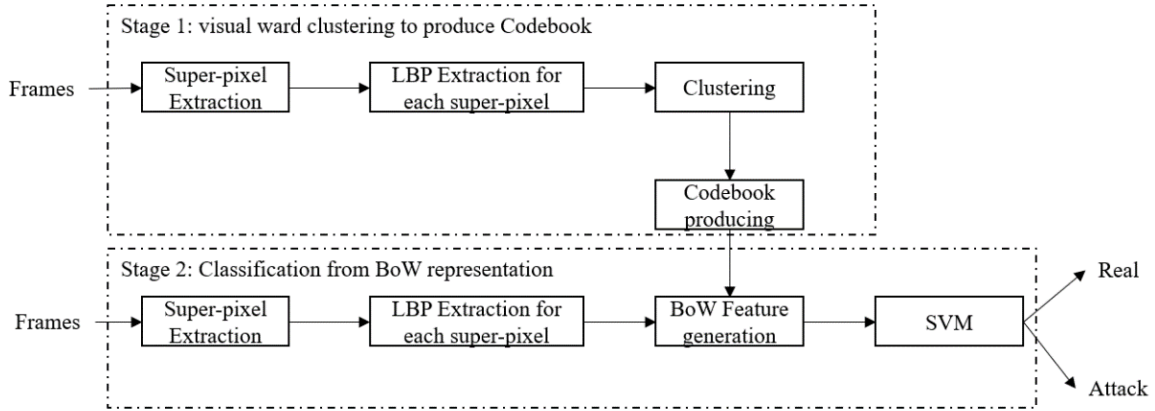 Stage 1: visual ward clustering to produce Codebook
Frames
Super-pixel
Extraction
LBP Extraction for
each super-pixel
Clustering
Codebook
producing
Stage 2: Classification from BoW representation
Frames
Super-pixel
Extraction
LBP Extraction for
each super-pixel
BoW Feature
generation
SVM
Real
Attack